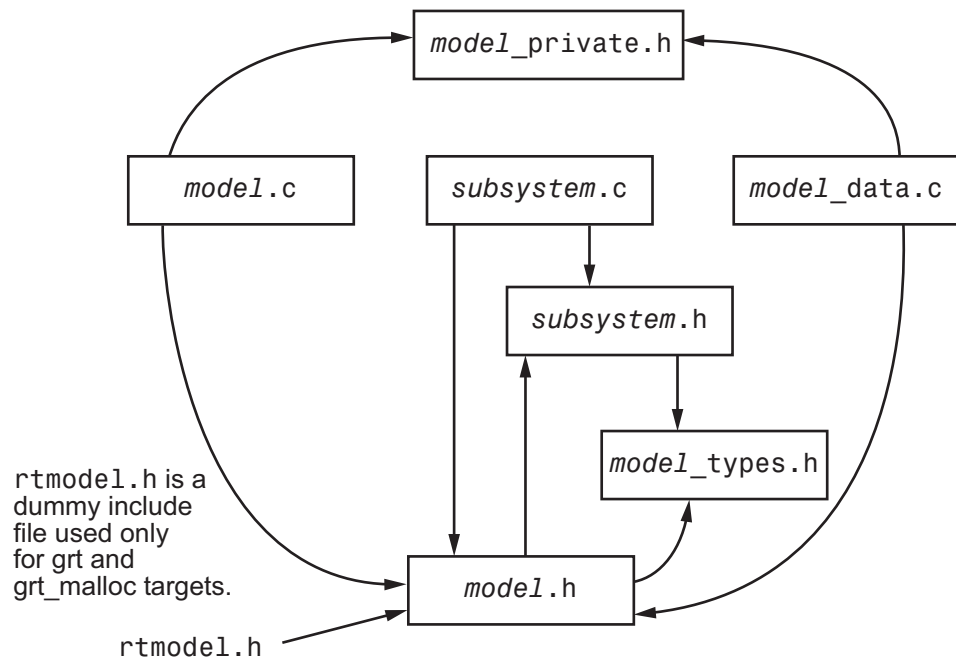 model_private.h
model.c
subsystem.c
model_data.c
subsystem.h
model_types.h
rtmodel.h is a
dummy include
file used only
for grt and
grt_malloc targets.
model.h
rtmodel.h